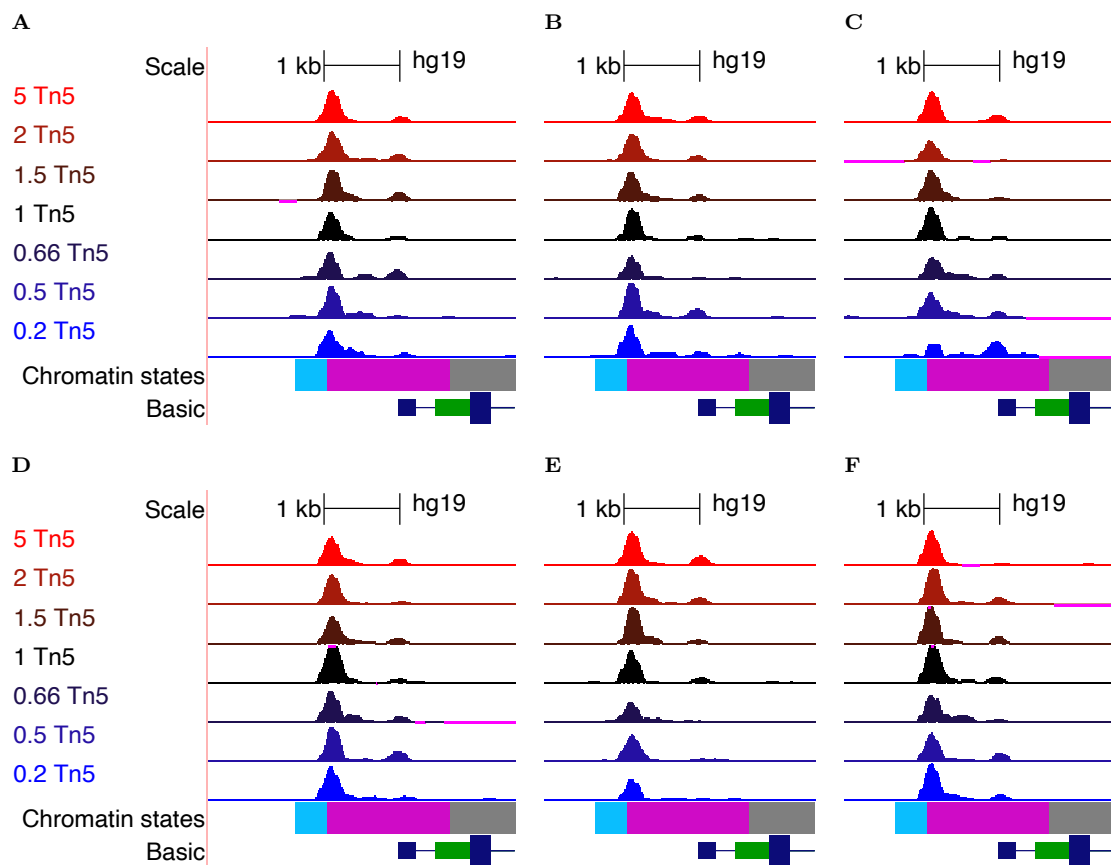 A
B
C
Scale
1 kb
hg19
1 kb
hg19
1 kb
hg19
5 Tn5
2 Tn5
1.5 Tn5
1 Tn5
0.66 Tn5
0.5 Tn5
0.2 Tn5
Chromatin states
Basic
D
E
F
Scale
1 kb
hg19
1 kb
hg19
1 kb
hg19
5 Tn5
2 Tn5
1.5 Tn5
1 Tn5
0.66 Tn5
0.5 Tn5
0.2 Tn5
Chromatin states
Basic